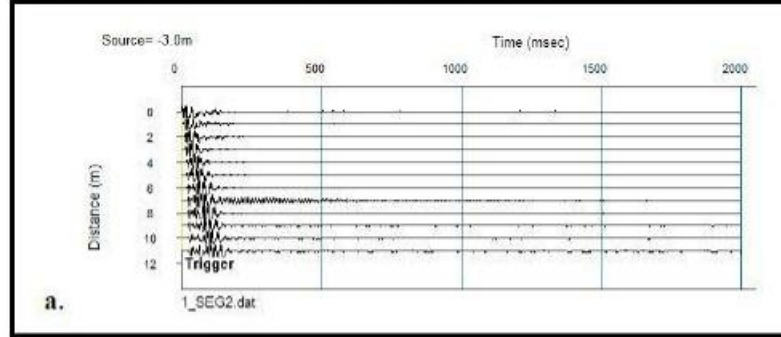 Source= -3.0m
Time (msec)
0 500 1000 1500 2000
0
2
4
6
8
10
12
Distance (m)
Trigger
a.
1_SEG2.dat